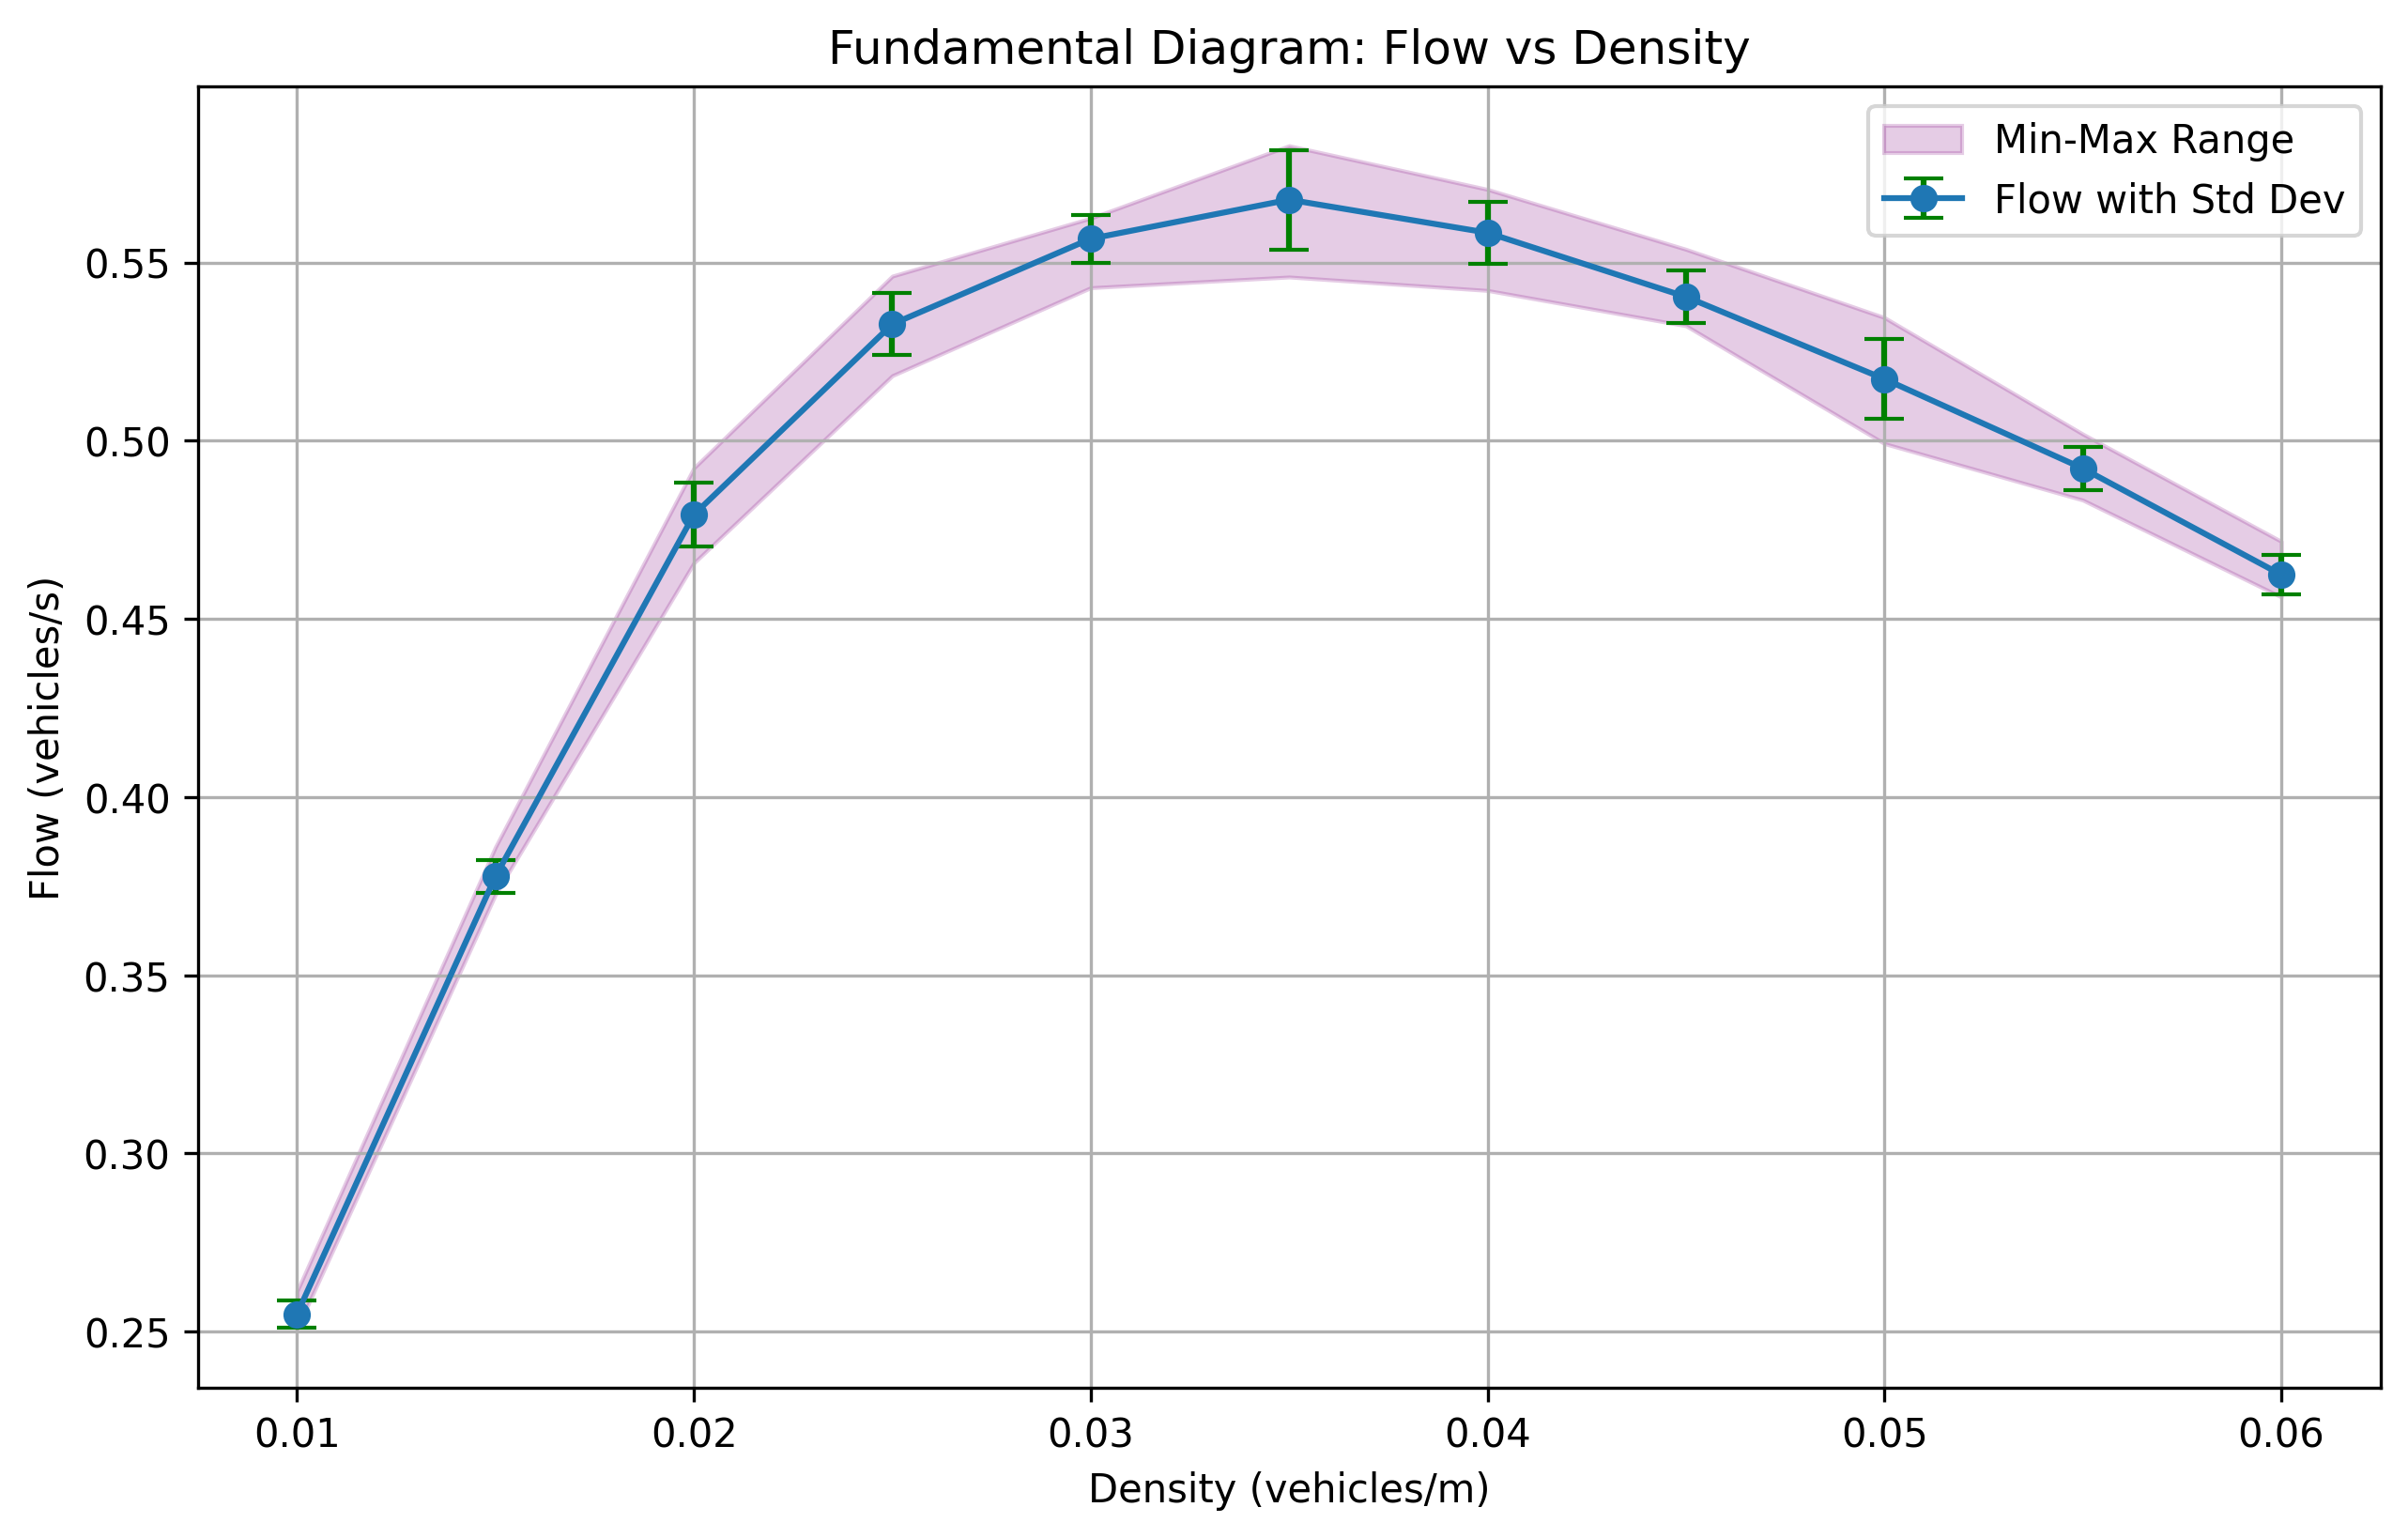 Fundamental Diagram: Flow vs Density
Min-Max Range
Flow with Std Dev
Flow (vehicles/s)
0.55
0.50
0.45
0.40
0.35
0.30
0.25
0.01 0.02 0.03 0.04 0.05 0.06
Density (vehicles/m)